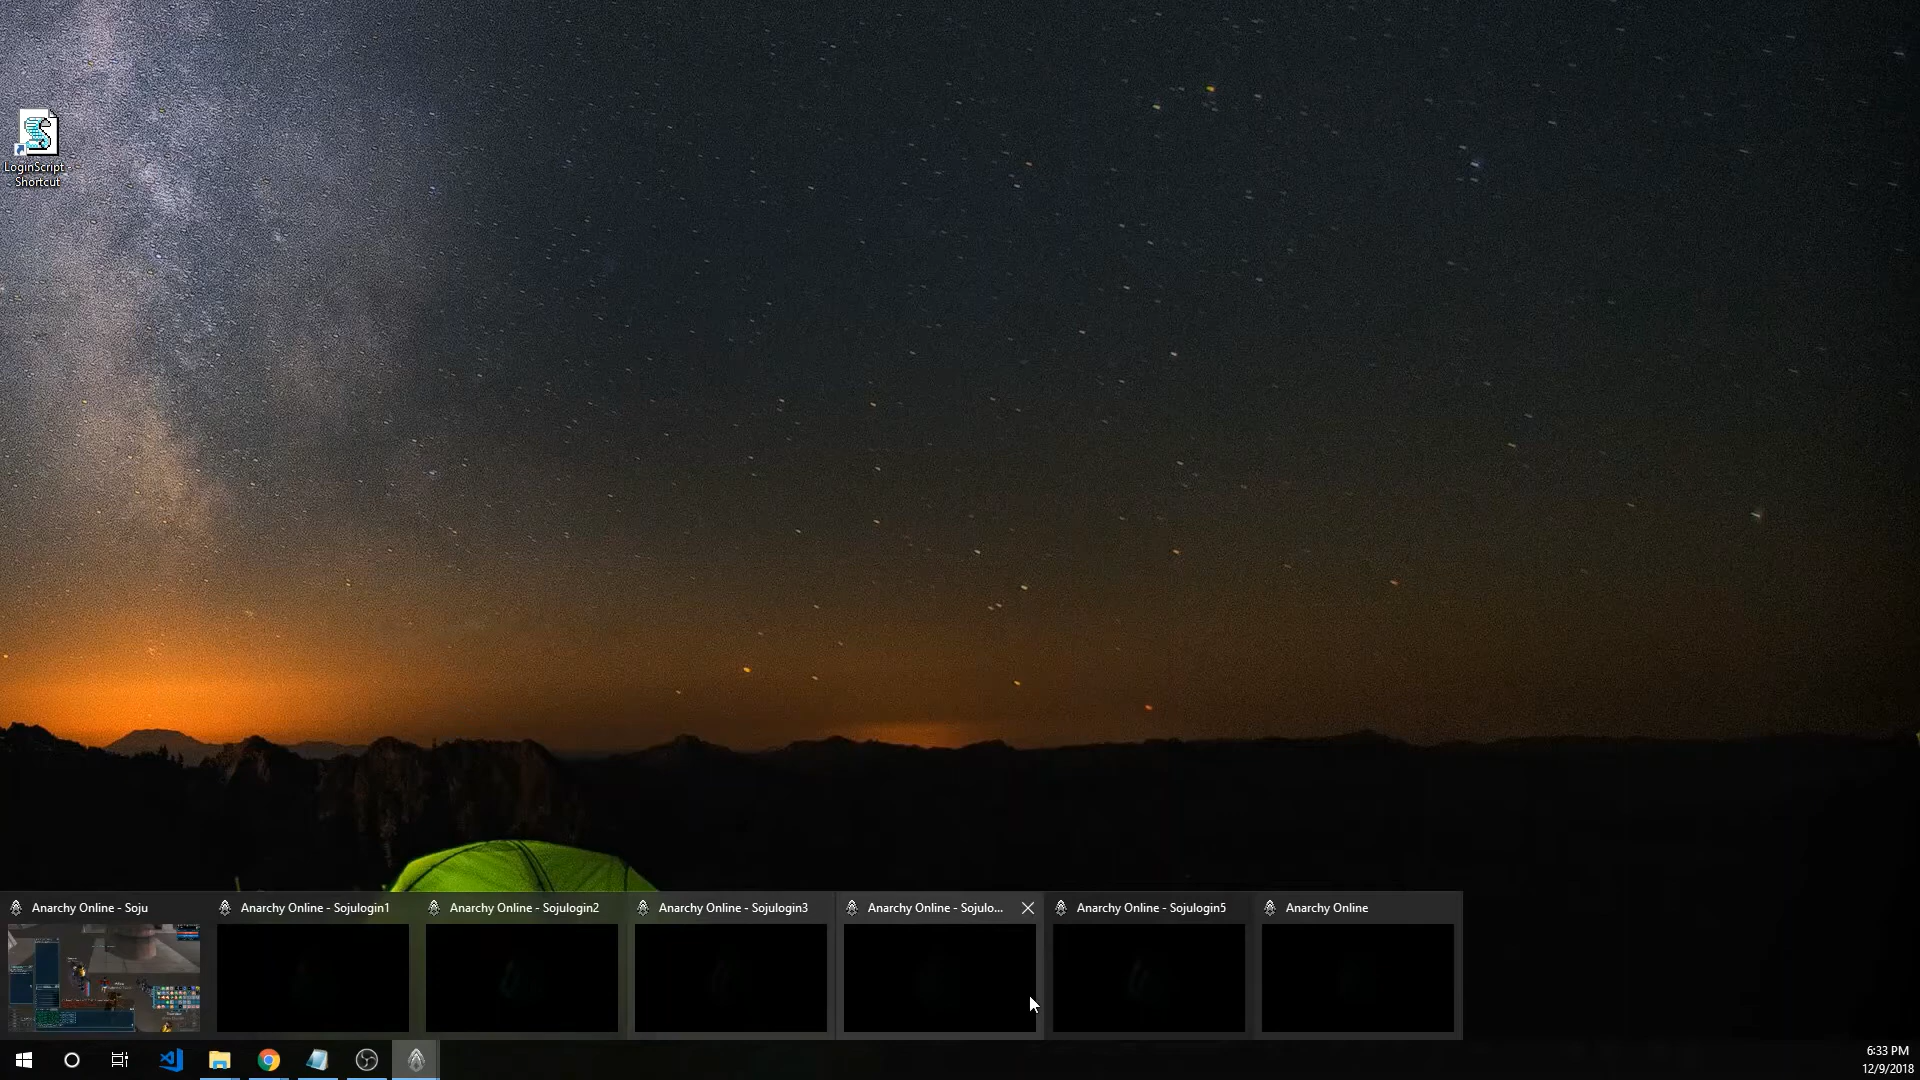 LoginScript -
Shortcut
Anarchy Online - Soju
Anarchy Online - Sojulogin1
Anarchy Online - Sojulogin2
Anarchy Online - Sojulogin3
Anarchy Online - Sojulo...
Anarchy Online - Sojulogin5
Anarchy Online
6:33 PM
12/9/2018